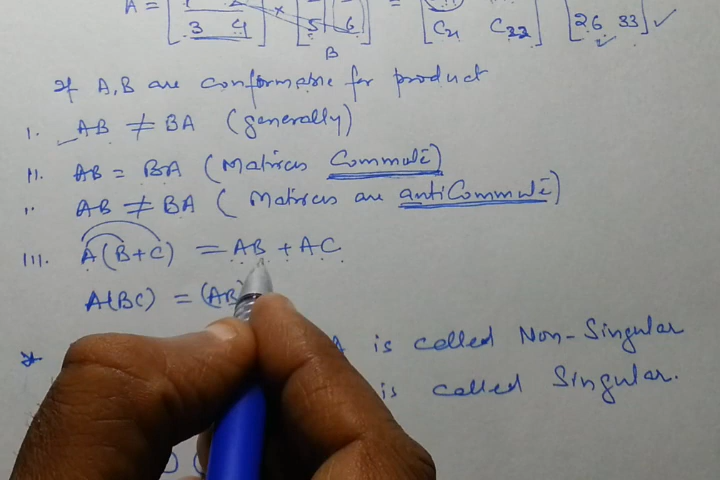 A = [ 3 4 ] × [ 5 6 ] = [ C21 C22 ] [ 26 33 ] ✓
B
If A, B are conformable for product
I. AB ≠ BA (generally)
II. AB = BA (Matrices Commute)
" AB ≠ BA (Matrices are antiCommute)
III. A(B+C) = AB + AC
A(BC) = (AB)
A is called Non-Singular
is called Singular.